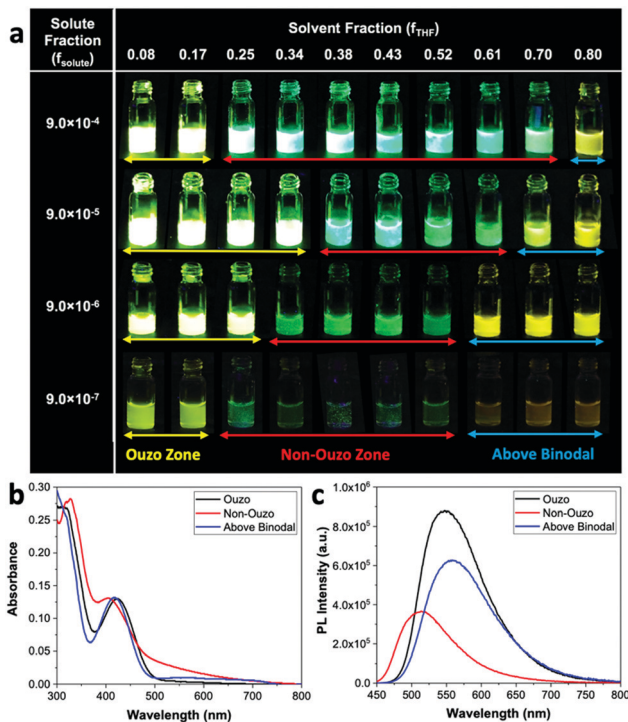 a
Solute
Fraction
(f_solute)
Solvent Fraction (f_THF)
0.08 0.17 0.25 0.34 0.38 0.43 0.52 0.61 0.70 0.80
9.0×10⁻⁴
9.0×10⁻⁵
9.0×10⁻⁶
9.0×10⁻⁷
Ouzo Zone Non-Ouzo Zone Above Binodal
b
Absorbance
0.30
0.25
0.20
0.15
0.10
0.05
0.00
300 400 500 600 700 800
Wavelength (nm)
Ouzo
Non-Ouzo
Above Binodal
c
PL Intensity (a.u.)
1.0x10⁶
8.0x10⁵
6.0x10⁵
4.0x10⁵
2.0x10⁵
0.0
450 500 550 600 650 700 750 800
Wavelength (nm)
Ouzo
Non-Ouzo
Above Binodal